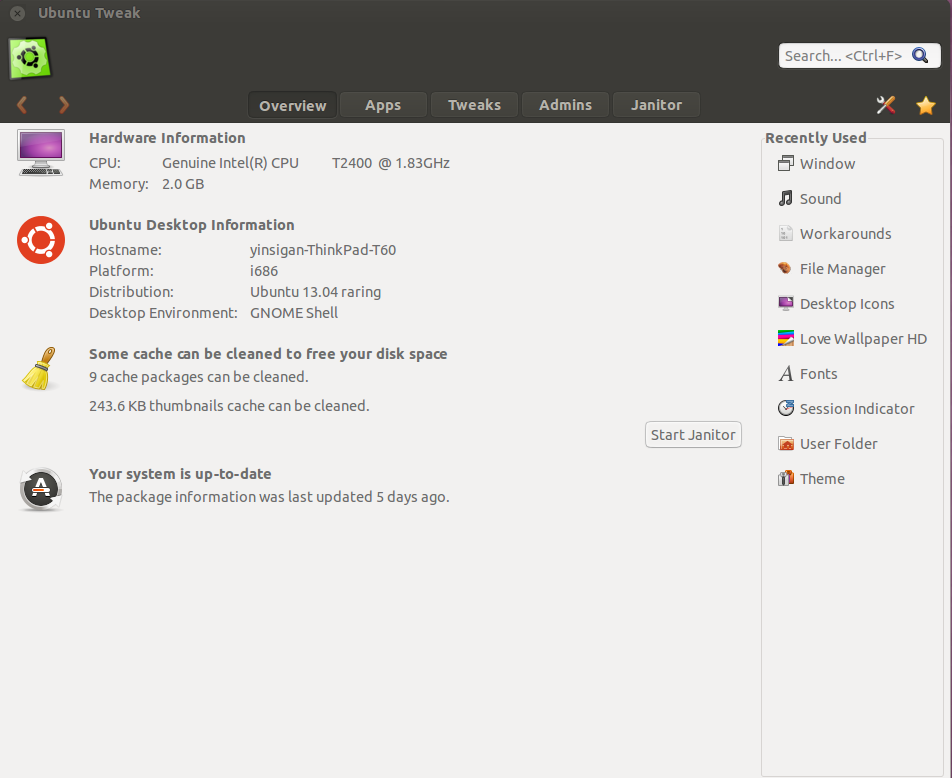 Ubuntu Tweak
Search... <Ctrl+F>
Overview
Apps
Tweaks
Admins
Janitor
Hardware Information
CPU: Genuine Intel(R) CPU T2400 @ 1.83GHz
Memory: 2.0 GB
Ubuntu Desktop Information
Hostname: yinsigan-ThinkPad-T60
Platform: i686
Distribution: Ubuntu 13.04 raring
Desktop Environment: GNOME Shell
Some cache can be cleaned to free your disk space
9 cache packages can be cleaned.
243.6 KB thumbnails cache can be cleaned.
Start Janitor
Your system is up-to-date
The package information was last updated 5 days ago.
Recently Used
Window
Sound
Workarounds
File Manager
Desktop Icons
Love Wallpaper HD
Fonts
Session Indicator
User Folder
Theme